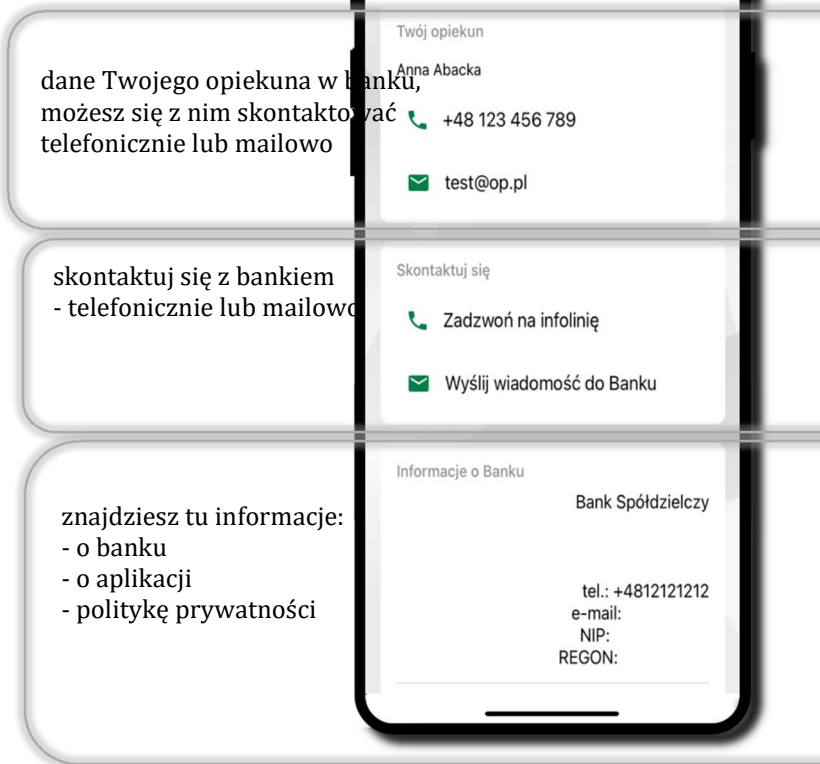 dane Twojego opiekuna w banku,
możesz się z nim skontaktować
telefonicznie lub mailowo
Twój opiekun
Anna Abacka
+48 123 456 789
test@op.pl
skontaktuj się z bankiem
- telefonicznie lub mailowo
Skontaktuj się
Zadzwoń na infolinię
Wyślij wiadomość do Banku
znajdziesz tu informacje:
- o banku
- o aplikacji
- politykę prywatności
Informacje o Banku
Bank Spółdzielczy
tel.: +4812121212
e-mail:
NIP:
REGON: